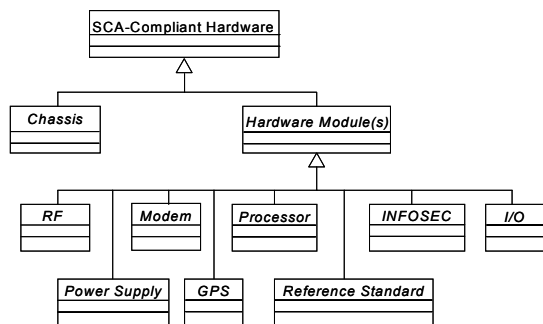 SCA-Compliant Hardware
Chassis
Hardware Module(s)
RF
Modem
Processor
INFOSEC
I/O
Power Supply
GPS
Reference Standard